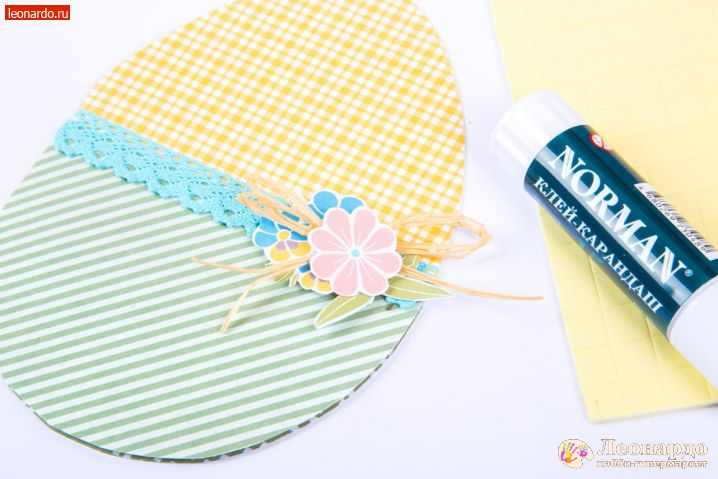 leonardo.ru
NORMAN®
КЛЕЙ-КАРАНДАШ
Леонардо
хобби-гипермаркет